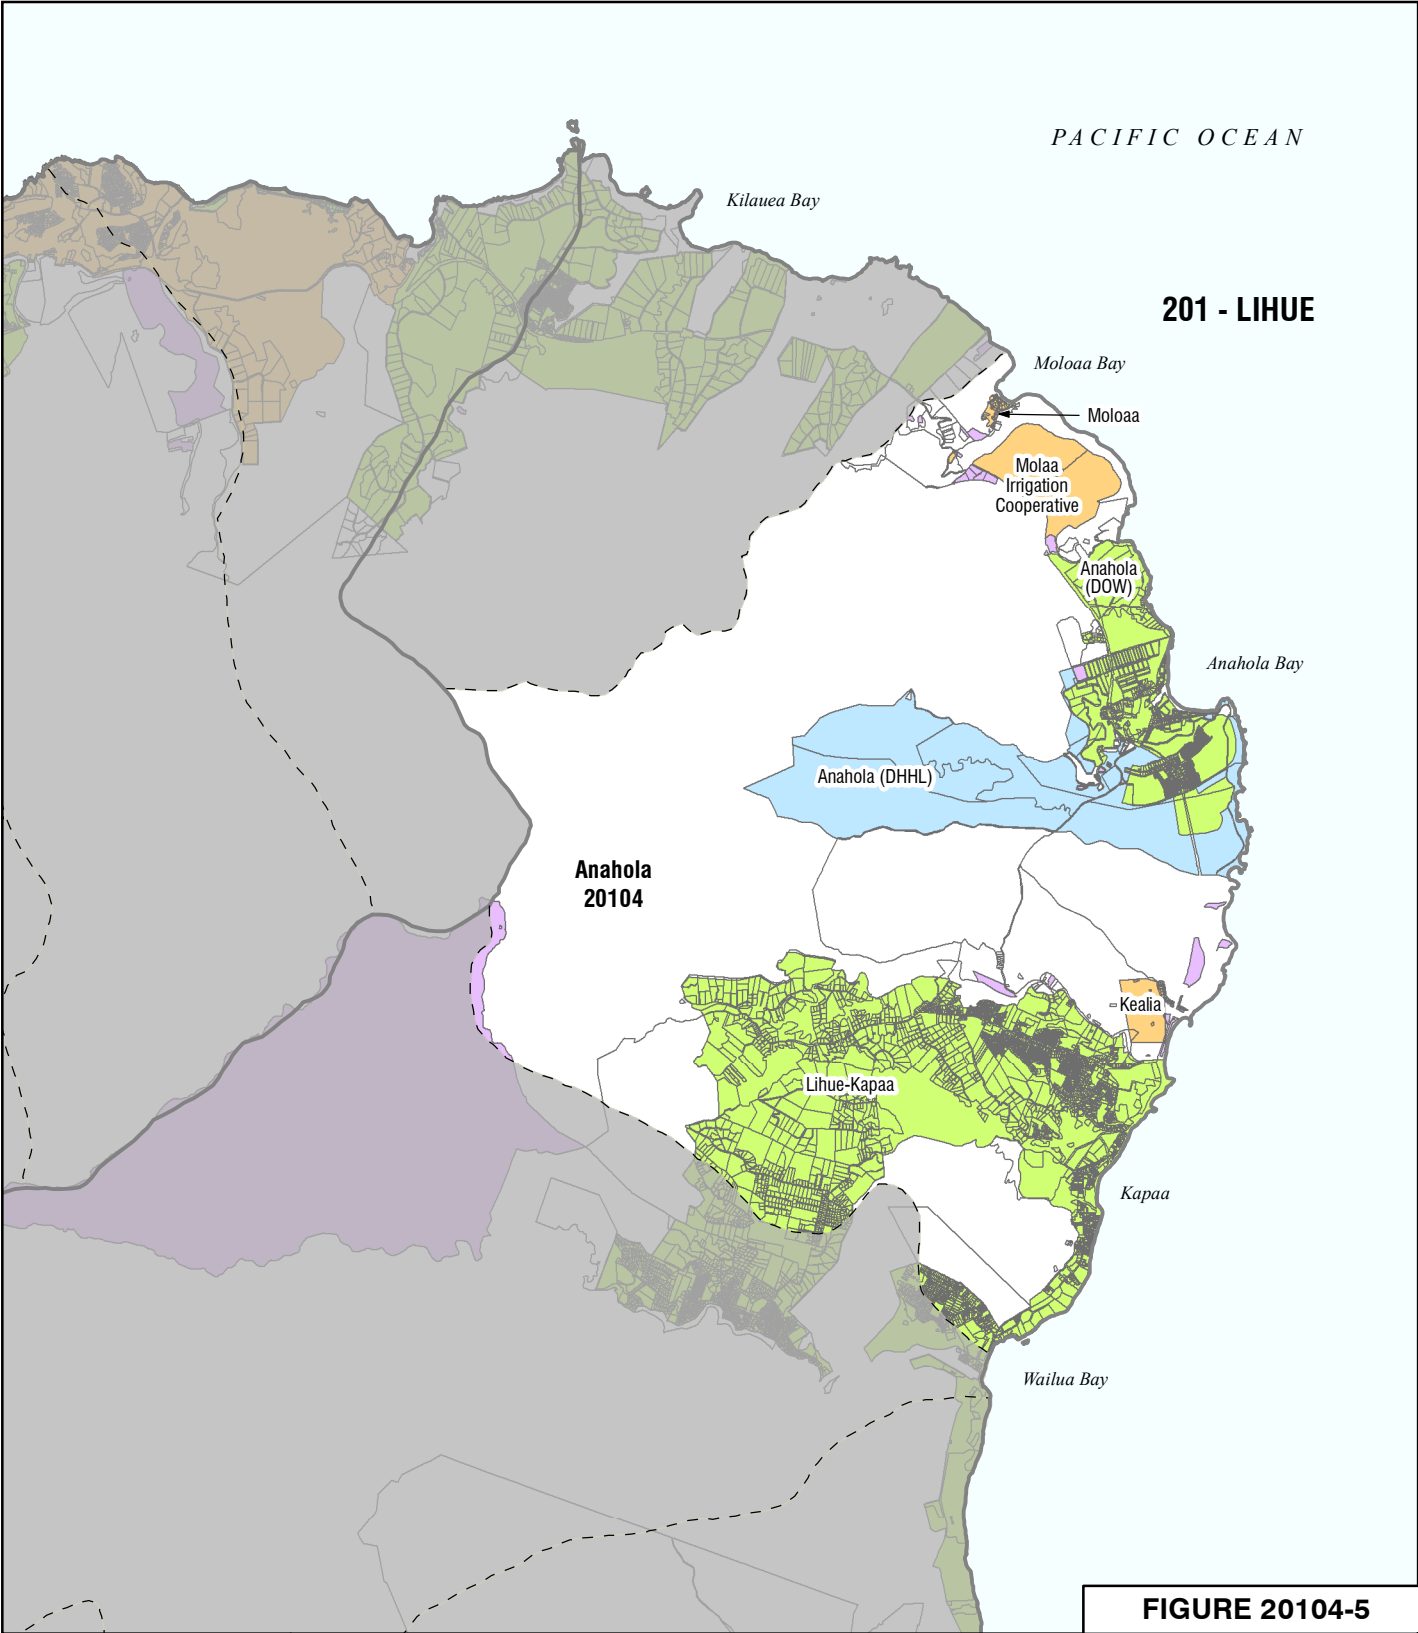 PACIFIC OCEAN
Kilauea Bay
201 - LIHUE
Moloaa Bay
Moloaa
Molaa
Irrigation
Cooperative
Anahola
(DOW)
Anahola Bay
Anahola (DHHL)
Anahola
20104
Kealia
Lihue-Kapaa
Kapaa
Wailua Bay
FIGURE 20104-5